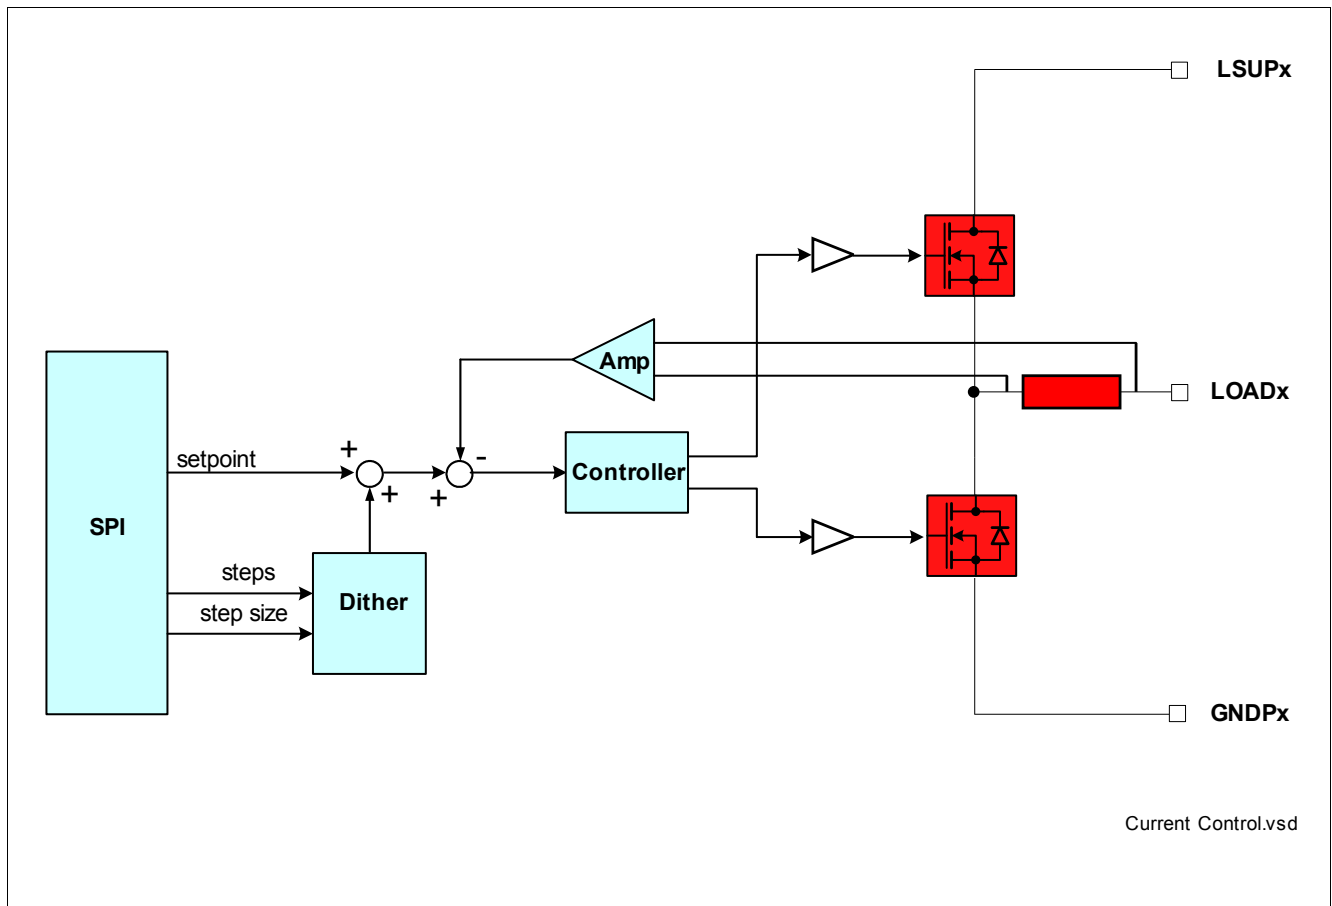 LSUPx
Amp
LOADx
+
setpoint
-
+
+
Controller
SPI
steps
step size
Dither
GNDPx
Current Control.vsd